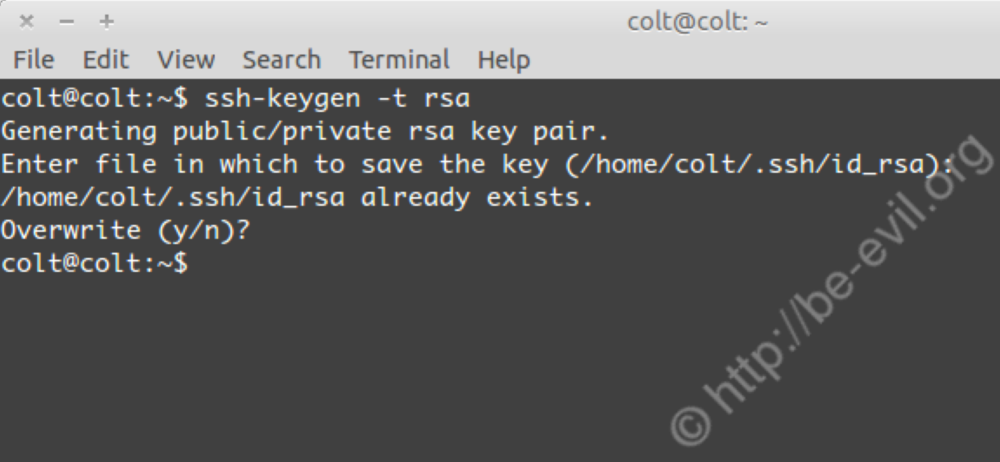 colt@colt: ~
File Edit View Search Terminal Help
colt@colt:~$ ssh-keygen -t rsa
Generating public/private rsa key pair.
Enter file in which to save the key (/home/colt/.ssh/id_rsa):
/home/colt/.ssh/id_rsa already exists.
Overwrite (y/n)?
colt@colt:~$
© http://be-evil.org